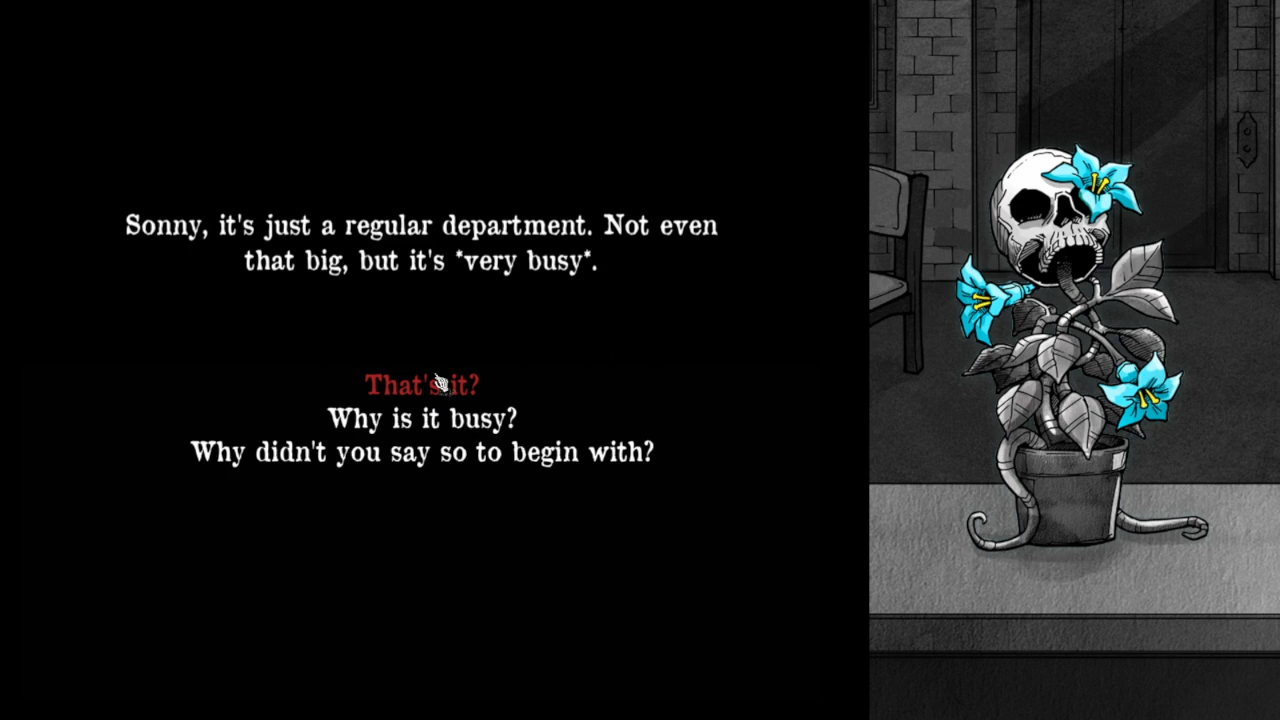 Sonny, it's just a regular department. Not even
that big, but it's *very busy*.
That's it?
Why is it busy?
Why didn't you say so to begin with?